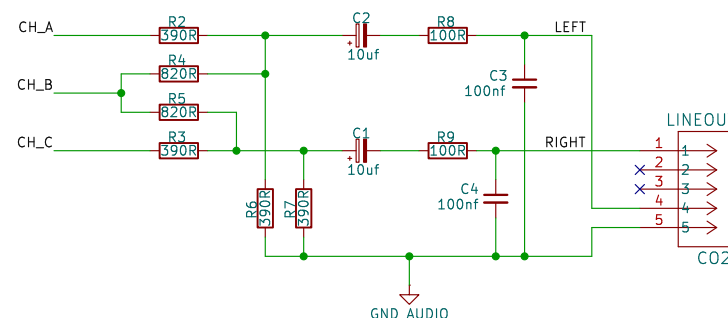 CH_A
R2
390R
C2
10uf
R8
100R
LEFT
R4
820R
CH_B
R5
820R
C3
100nf
CH_C
R3
390R
C1
10uf
R9
100R
RIGHT
LINEOU
1 1
2 2
3 3
4 4
5 5
R6
390R
R7
390R
C4
100nf
CO2
GND_AUDIO